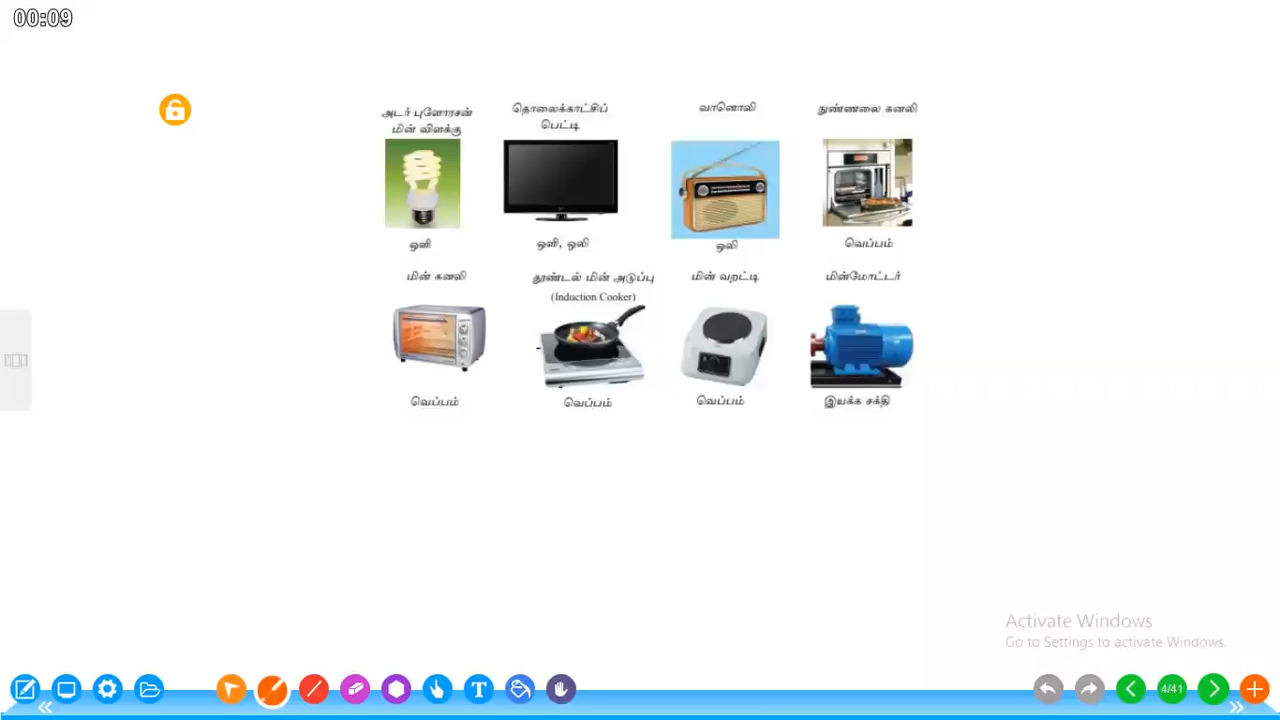 00:09
அடர் புளோரசன்
மின் விளக்கு
தொலைக்காட்சிப்
பெட்டி
வானொலி
நுண்ணலை கனலி
ஒளி
ஒளி, ஒலி
ஒலி
வெப்பம்
மின் கனலி
தூண்டல் மின் அடுப்பு
(Induction Cooker)
மின் வறட்டி
மின்மோட்டர்
வெப்பம்
வெப்பம்
வெப்பம்
இயக்க சக்தி
Activate Windows
Go to Settings to activate Windows.
T
4/41